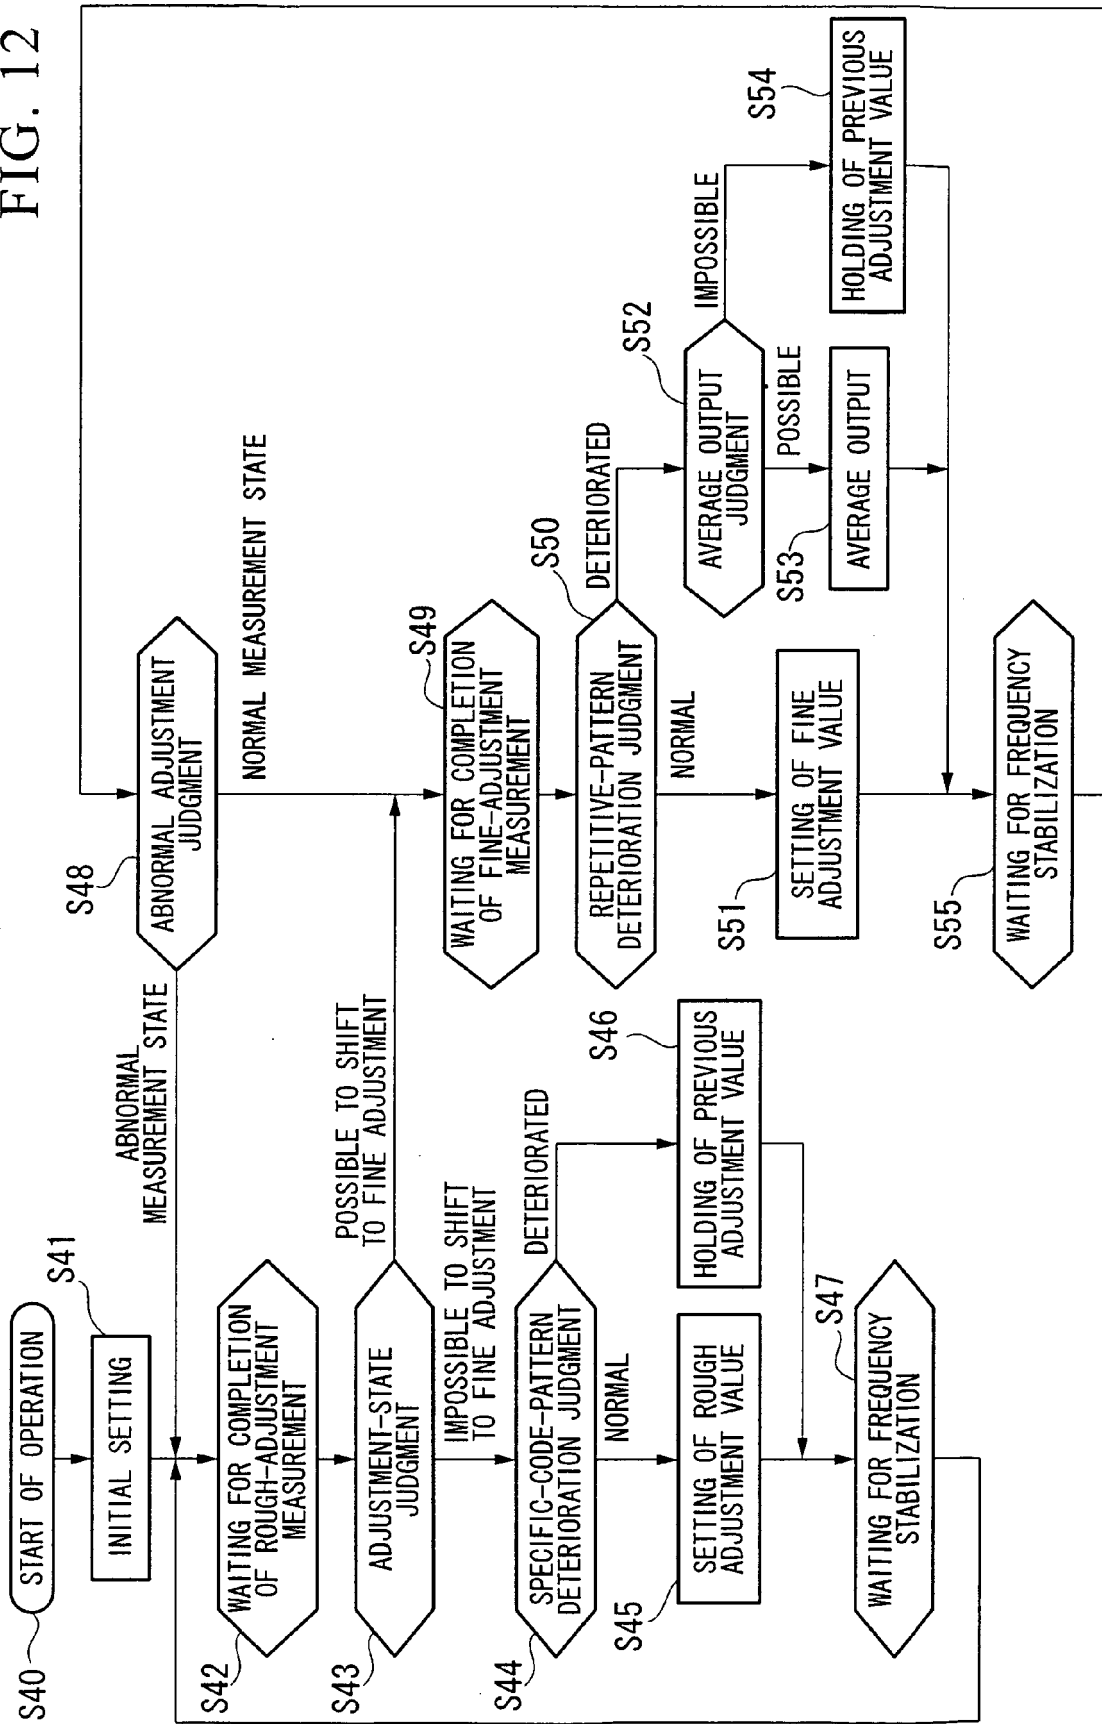 FIG. 12
S40
START OF OPERATION
S41
INITIAL SETTING
ABNORMAL
MEASUREMENT STATE
S42
WAITING FOR COMPLETION
OF ROUGH-ADJUSTMENT
MEASUREMENT
S43
ADJUSTMENT-STATE
JUDGMENT
POSSIBLE TO SHIFT
TO FINE ADJUSTMENT
IMPOSSIBLE TO SHIFT
TO FINE ADJUSTMENT
S44
SPECIFIC-CODE-PATTERN
DETERIORATION JUDGMENT
DETERIORATED
NORMAL
S45
SETTING OF ROUGH
ADJUSTMENT VALUE
S46
HOLDING OF PREVIOUS
ADJUSTMENT VALUE
S47
WAITING FOR FREQUENCY
STABILIZATION
S48
ABNORMAL ADJUSTMENT
JUDGMENT
NORMAL MEASUREMENT STATE
S49
WAITING FOR COMPLETION
OF FINE-ADJUSTMENT
MEASUREMENT
S50
REPETITIVE-PATTERN
DETERIORATION JUDGMENT
DETERIORATED
NORMAL
S51
SETTING OF FINE
ADJUSTMENT VALUE
S52
AVERAGE OUTPUT
JUDGMENT
IMPOSSIBLE
POSSIBLE
S53
AVERAGE OUTPUT
S54
HOLDING OF PREVIOUS
ADJUSTMENT VALUE
S55
WAITING FOR FREQUENCY
STABILIZATION